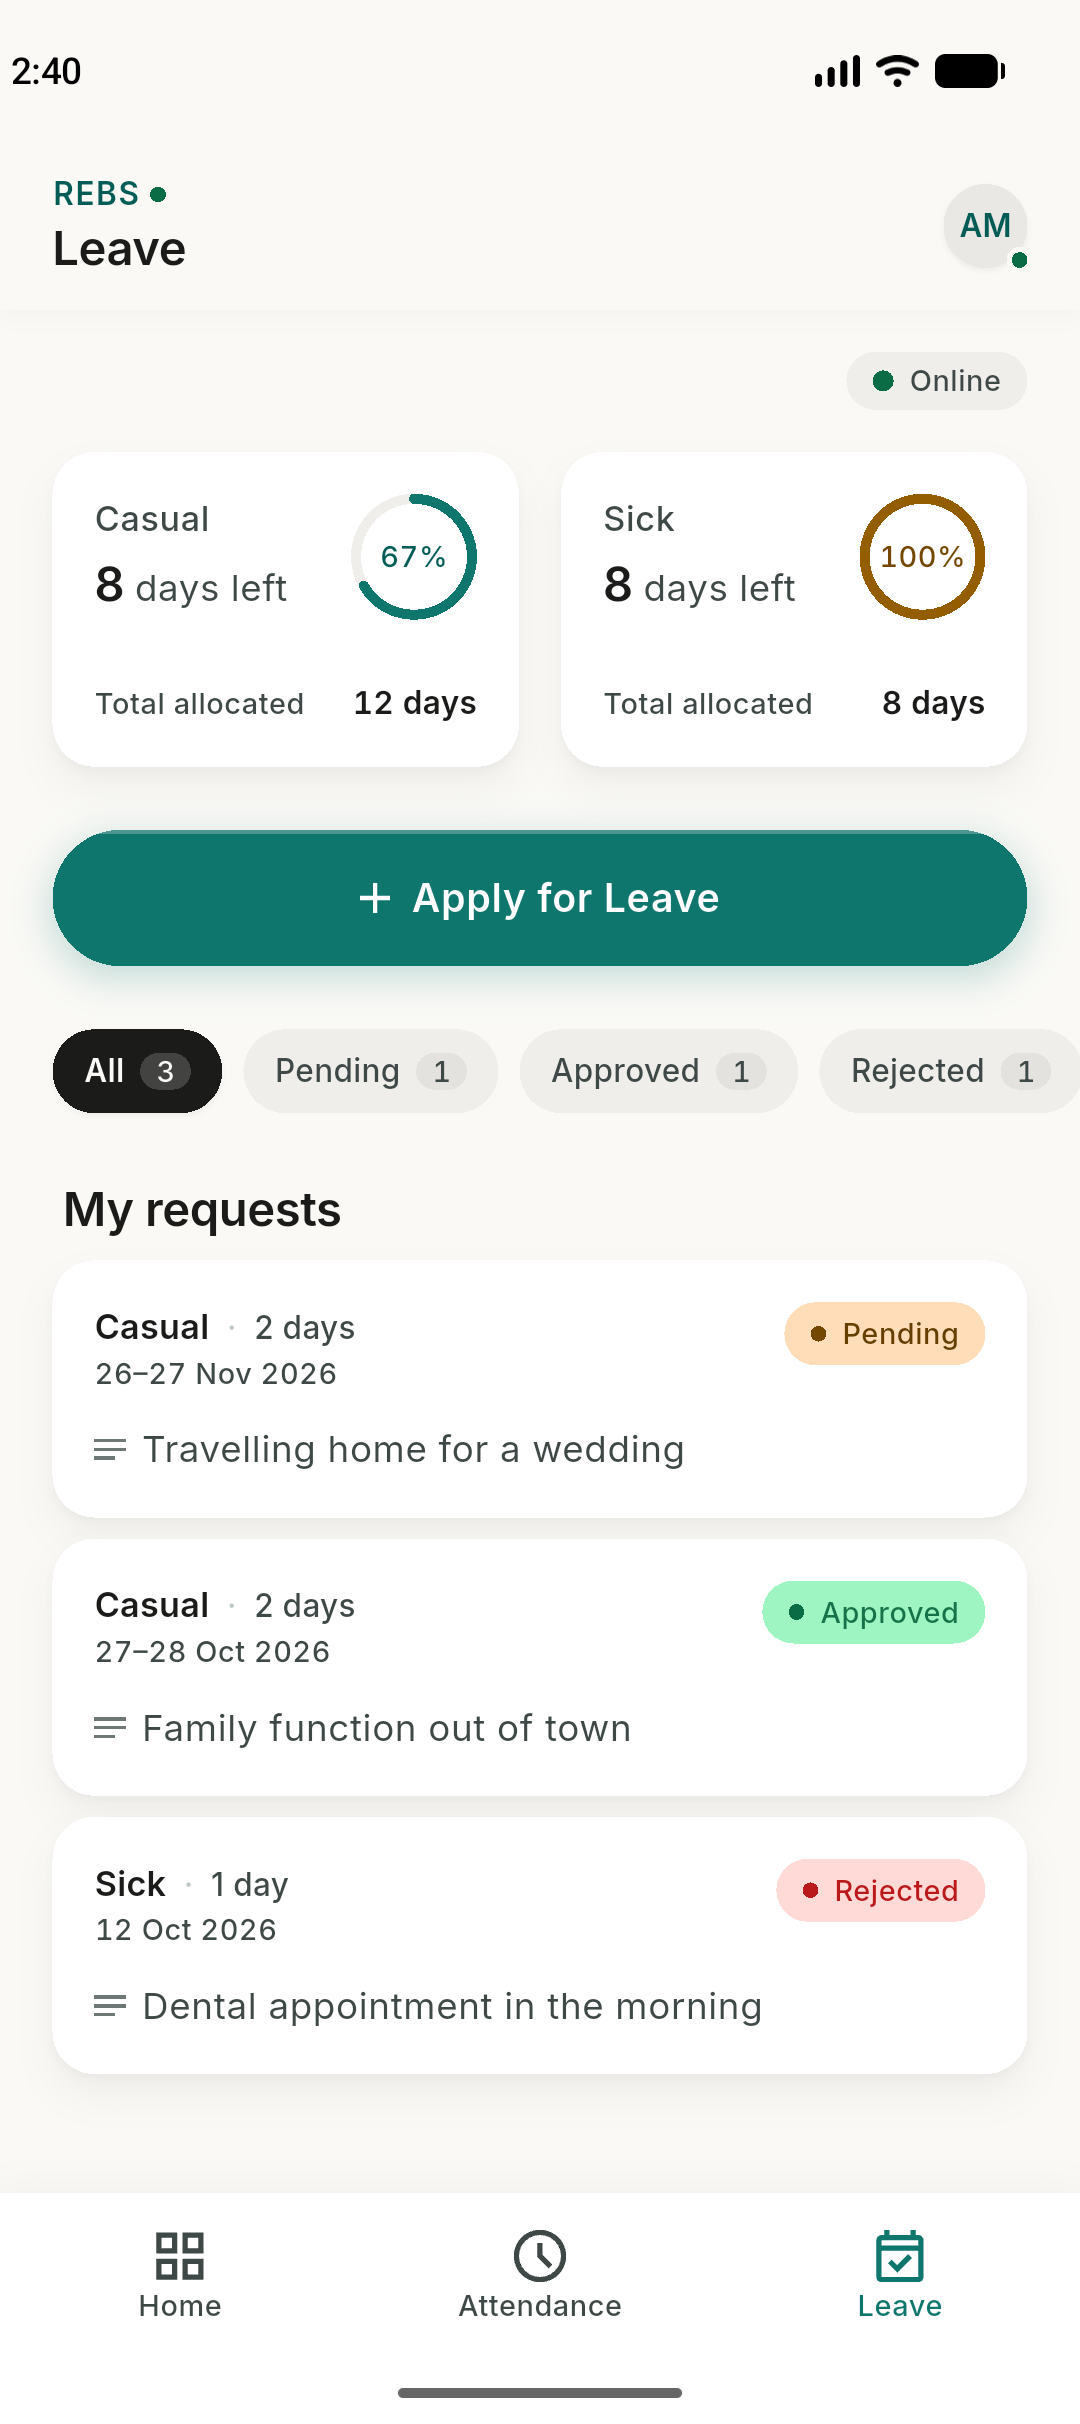 2:40
REBS
Leave
AM
Online
Casual
8 days left
67%
Total allocated 12 days
Sick
8 days left
100%
Total allocated 8 days
+ Apply for Leave
All 3 Pending 1 Approved 1 Rejected 1
My requests
Casual · 2 days
Pending
26–27 Nov 2026
Travelling home for a wedding
Casual · 2 days
Approved
27–28 Oct 2026
Family function out of town
Sick · 1 day
Rejected
12 Oct 2026
Dental appointment in the morning
Home Attendance Leave